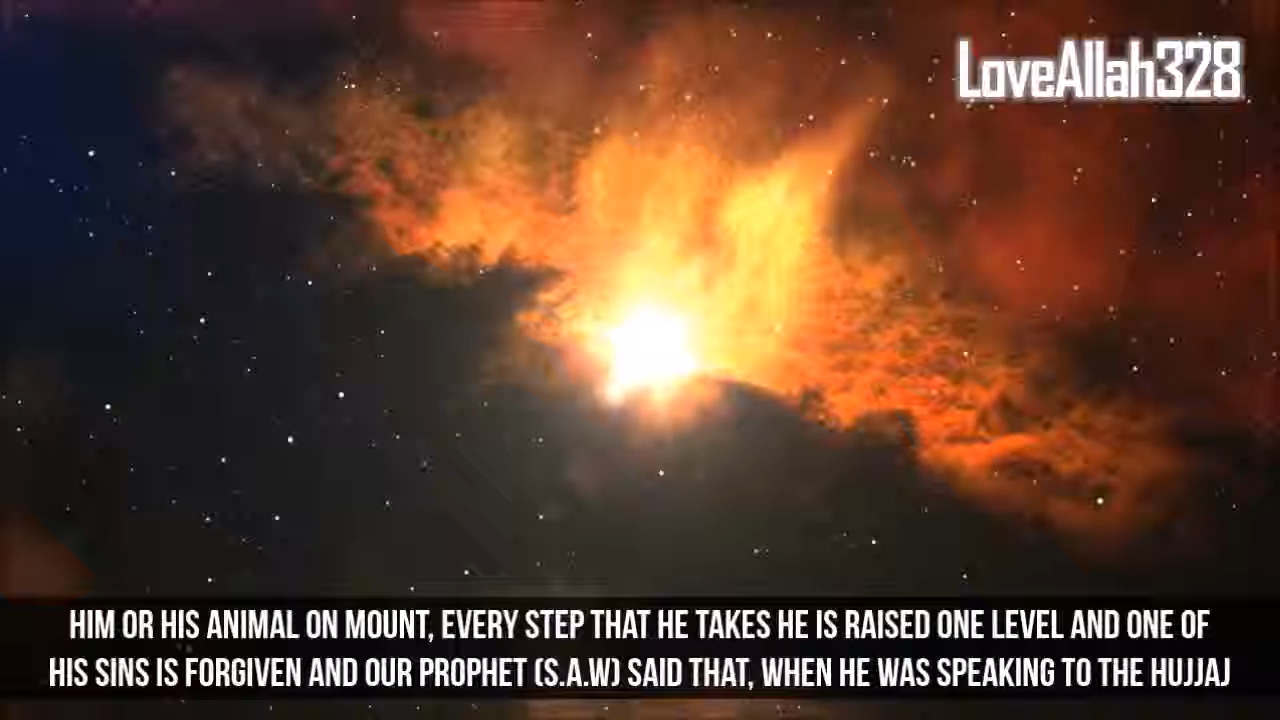 LoveAllah328
HIM OR HIS ANIMAL ON MOUNT, EVERY STEP THAT HE TAKES HE IS RAISED ONE LEVEL AND ONE OF
HIS SINS IS FORGIVEN AND OUR PROPHET (S.A.W) SAID THAT, WHEN HE WAS SPEAKING TO THE HUJJAJ